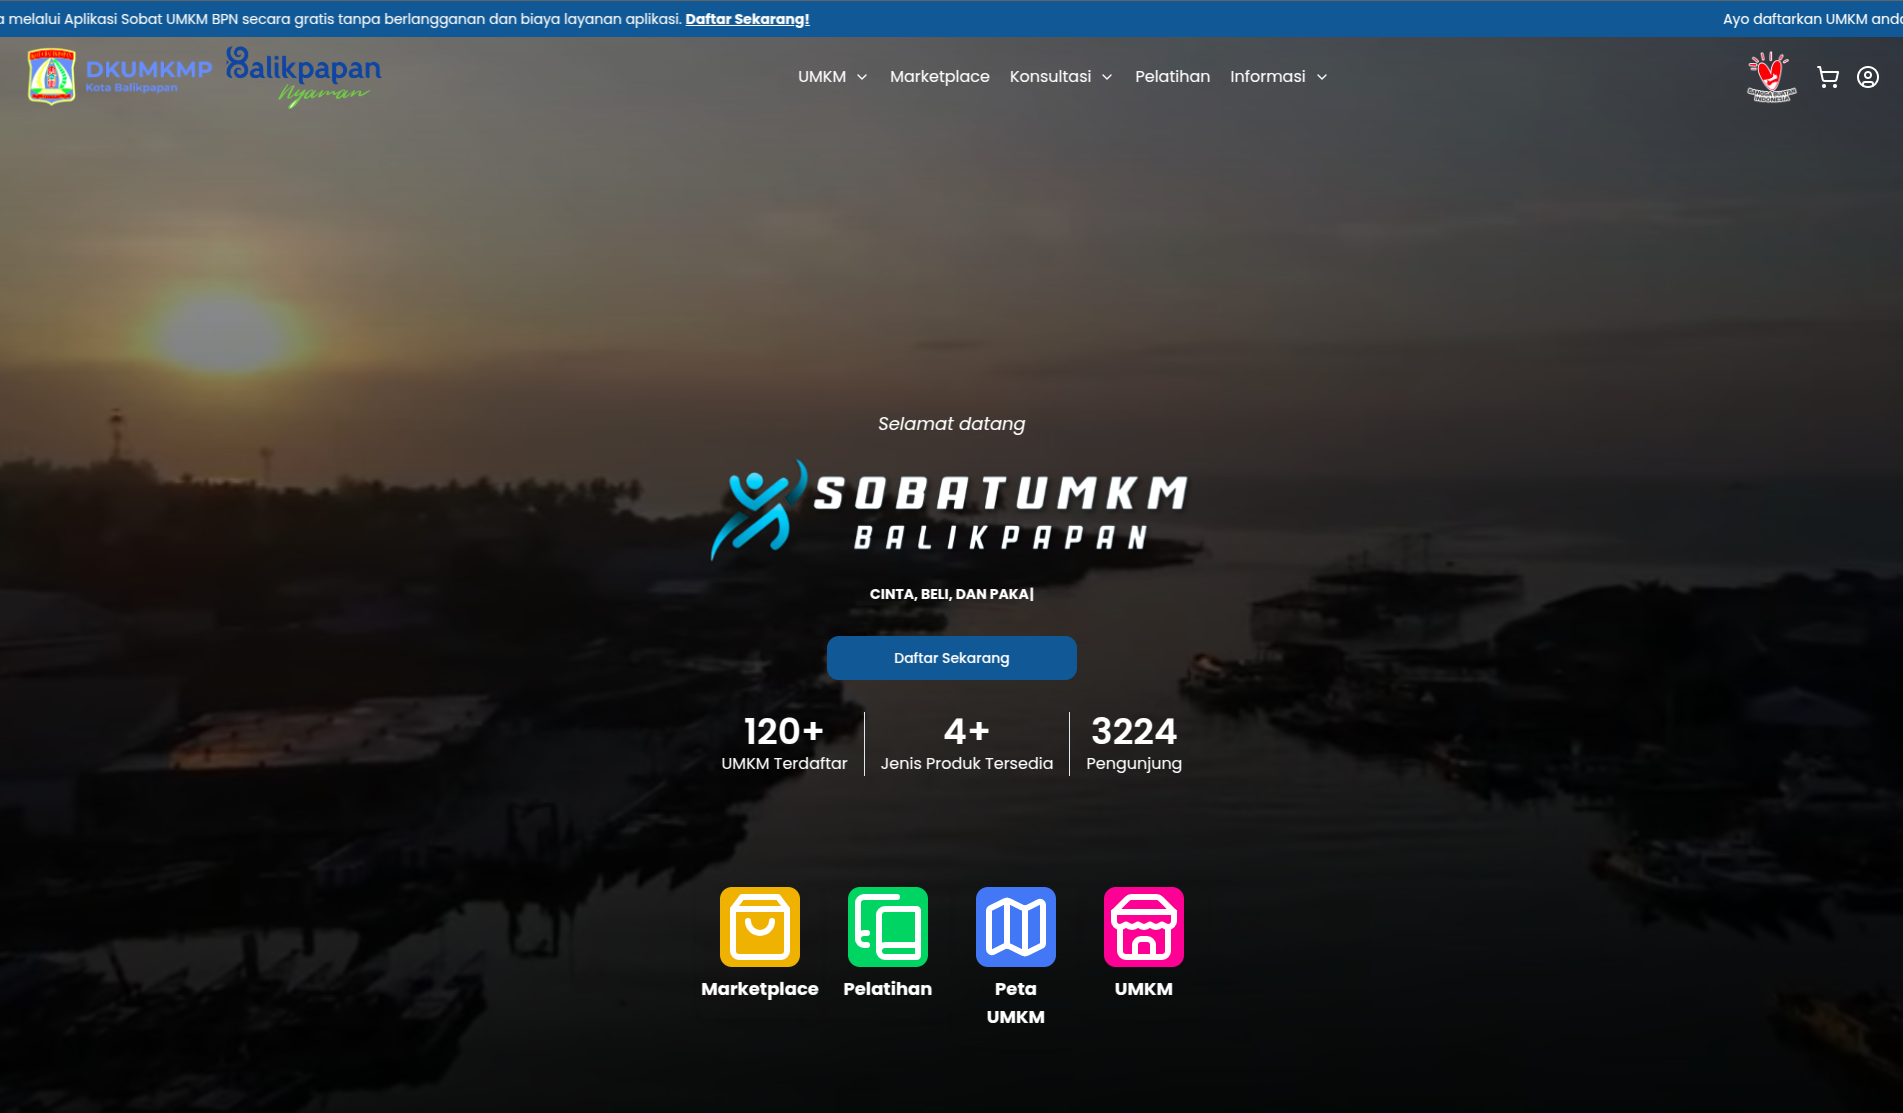 melalui Aplikasi Sobat UMKM BPN secara gratis tanpa berlangganan dan biaya layanan aplikasi. Daftar Sekarang!
Ayo daftarkan UMKM
DKUMKMP
Kota Balikpapan
Balikpapan
Nyaman
UMKM
Marketplace
Konsultasi
Pelatihan
Informasi
BANGGA BUATAN
INDONESIA
Selamat datang
SOBATUMKM
BALIKPAPAN
CINTA, BELI, DAN PAKA|
Daftar Sekarang
120+
UMKM Terdaftar
4+
Jenis Produk Tersedia
3224
Pengunjung
Marketplace
Pelatihan
Peta
UMKM
UMKM